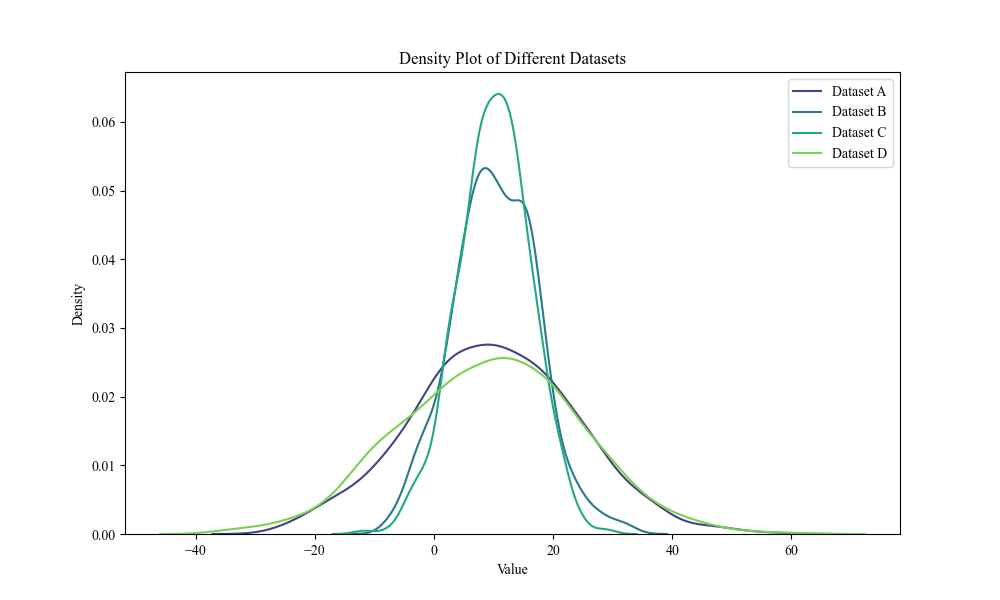 Density Plot of Different Datasets
Dataset A
Dataset B
Dataset C
Dataset D
Density
0.06
0.05
0.04
0.03
0.02
0.01
0.00
−40
−20
0
20
40
60
Value